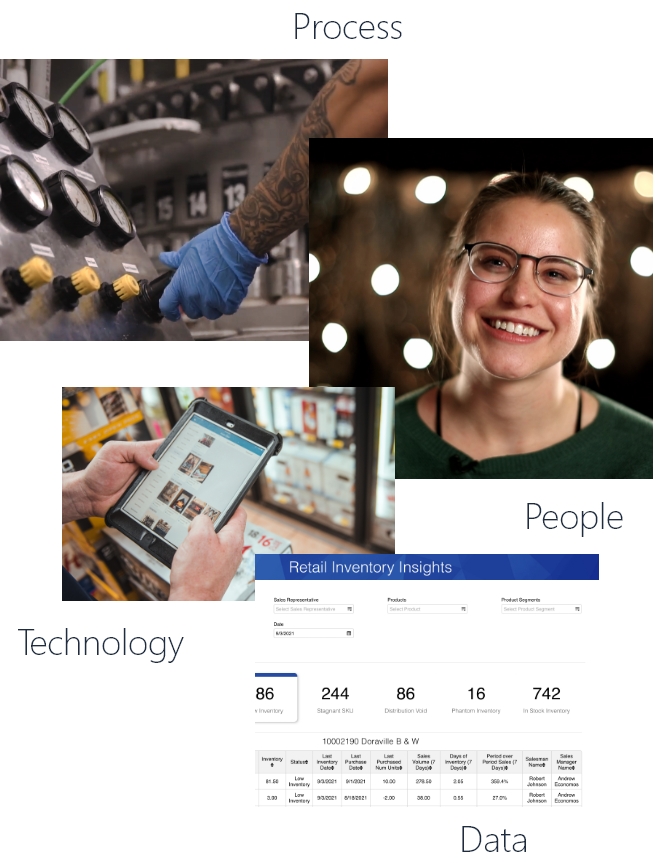 Process
15
14
13
People
Technology
Retail Inventory Insights
Sales Representative Products Product Segments
Select Sales Representative Select Product Select Product Segment
Date
9/3/2021
86 244 86 16 742
Inventory Stagnant SKU Distribution Void Phantom Inventory In Stock Inventory
10002190 Doraville B & W
Inventory Status Last Inventory Date Last Purchase Date Last Purchased Num Units Sales Volume (7 Days) Days of Inventory (7 Days) Period over Period Sales (7 Days) Salesman Name Sales Manager Name
81.50 Low Inventory 9/3/2021 9/1/2021 16.00 278.50 2.05 369.4% Robert Johnson Andrew Economos
3.00 Low Inventory 9/3/2021 8/18/2021 -2.00 38.00 0.55 27.0% Robert Johnson Andrew Economos
Data